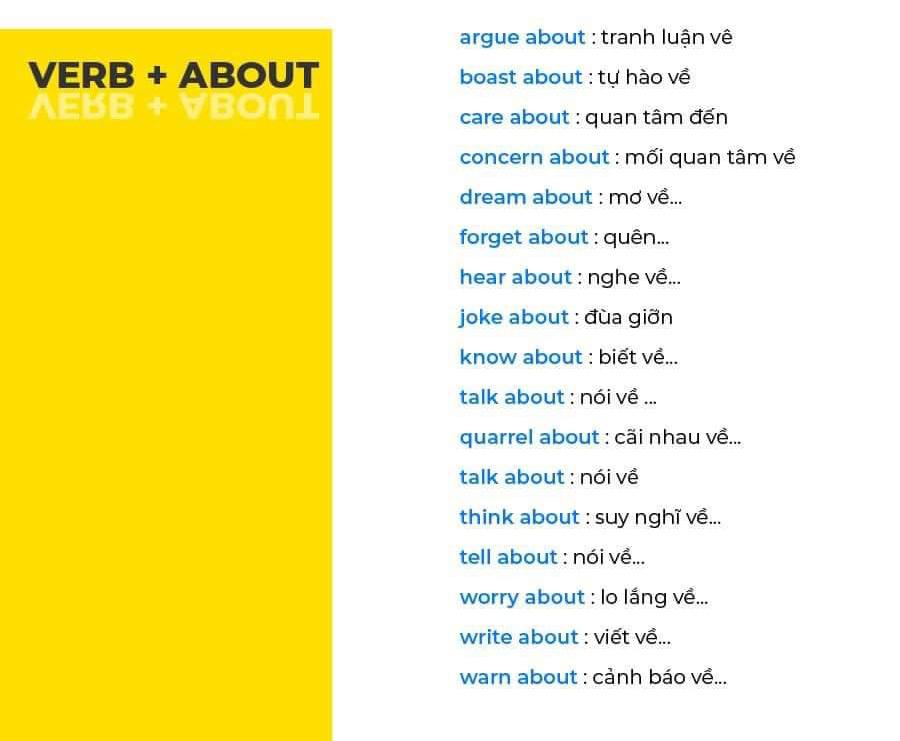 VERB + ABOUT
argue about : tranh luận vê
boast about : tự hào về
care about : quan tâm đến
concern about : mối quan tâm về
dream about : mơ về...
forget about : quên...
hear about : nghe về...
joke about : đùa giỡn
know about : biết về...
talk about : nói về ...
quarrel about : cãi nhau về...
talk about : nói về
think about : suy nghĩ về...
tell about : nói về...
worry about : lo lắng về...
write about : viết về...
warn about : cảnh báo về...